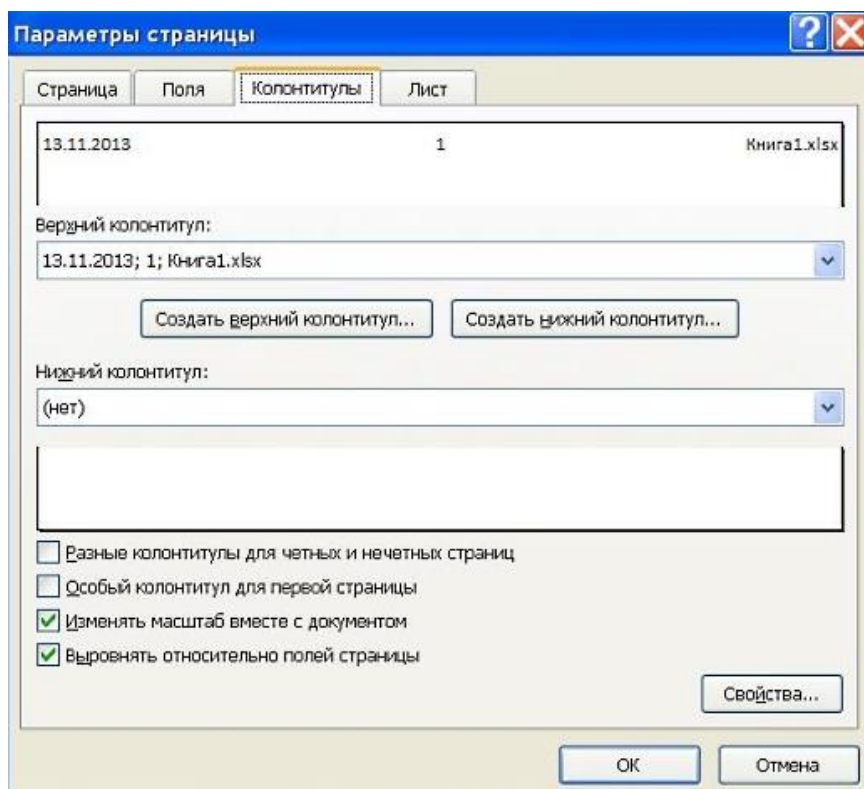 Параметры страницы
Страница Поля Колонтитулы Лист
13.11.2013 1 Книга1.xlsx
Верхний колонтитул:
13.11.2013; 1; Книга1.xlsx
Создать верхний колонтитул... Создать нижний колонтитул...
Нижний колонтитул:
(нет)
Разные колонтитулы для четных и нечетных страниц
Особый колонтитул для первой страницы
Изменять масштаб вместе с документом
Выровнять относительно полей страницы
Свойства...
ОК Отмена